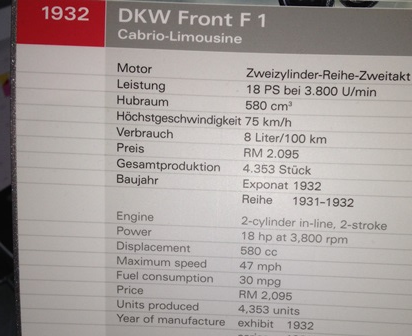 1932 DKW Front F 1
Cabrio-Limousine
Motor Zweizylinder-Reihe-Zweitakt
Leistung 18 PS bei 3.800 U/min
Hubraum 580 cm³
Höchstgeschwindigkeit 75 km/h
Verbrauch 8 Liter/100 km
Preis RM 2.095
Gesamtproduktion 4.353 Stück
Baujahr Exponat 1932
Reihe 1931–1932
Engine 2-cylinder in-line, 2-stroke
Power 18 hp at 3,800 rpm
Displacement 580 cc
Maximum speed 47 mph
Fuel consumption 30 mpg
Price RM 2,095
Units produced 4,353 units
Year of manufacture exhibit 1932